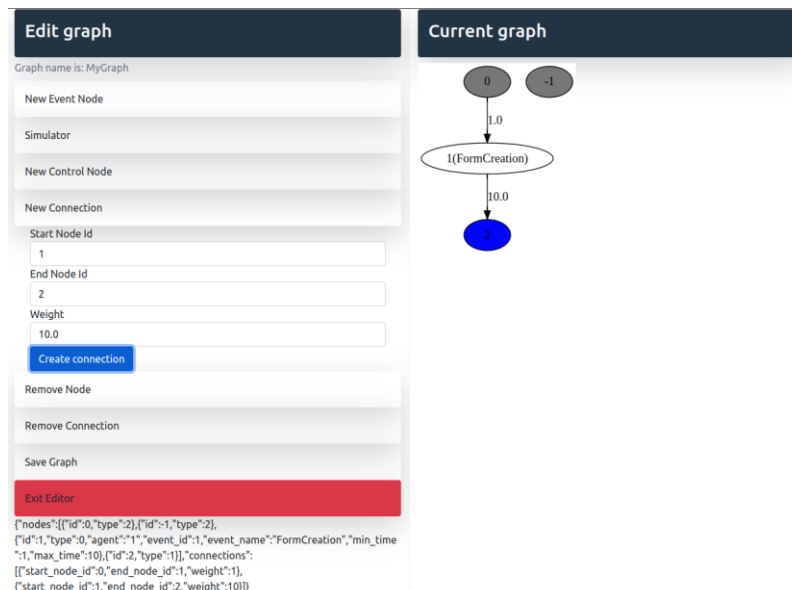 Edit graph
Graph name is: MyGraph
New Event Node
Simulator
New Control Node
New Connection
Start Node Id
1
End Node Id
2
Weight
10.0
Create connection
Remove Node
Remove Connection
Save Graph
Exit Editor
{"nodes":[{"id":0,"type":2},{"id":-1,"type":2},
{"id":1,"type":0,"agent":"1","event_id":1,"event_name":"FormCreation","min_time
":1,"max_time":10},{"id":2,"type":1}],"connections":
[{"start_node_id":0,"end_node_id":1,"weight":1},
{"start_node_id":1,"end_node_id":2,"weight":10}]}
Current graph
0
-1
1.0
1(FormCreation)
10.0
2